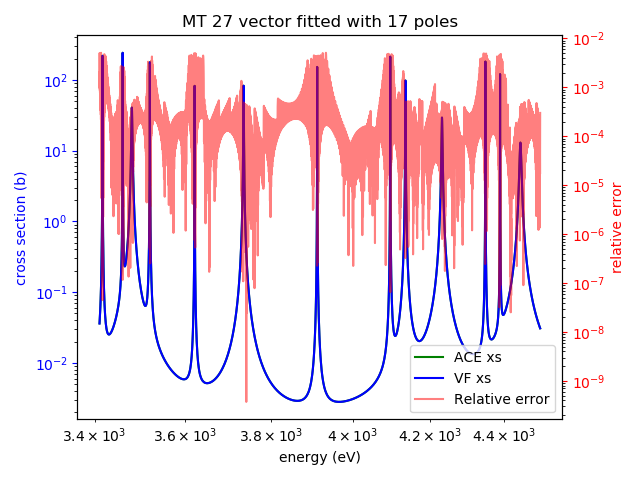 MT 27 vector fitted with 17 poles
cross section (b)
10² 10¹ 10⁰ 10⁻¹ 10⁻²
10⁻² 10⁻³ 10⁻⁴ 10⁻⁵ 10⁻⁶ 10⁻⁷ 10⁻⁸ 10⁻⁹
relative error
ACE xs
VF xs
Relative error
3.4 × 10³ 3.6 × 10³ 3.8 × 10³ 4 × 10³ 4.2 × 10³ 4.4 × 10³
energy (eV)